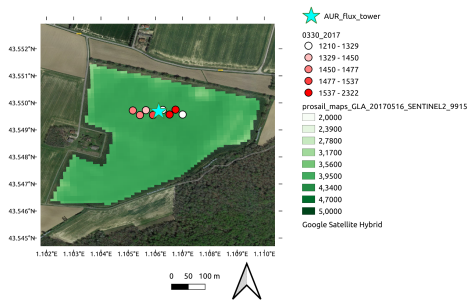 AUR_flux_tower
0330_2017
1210 - 1329
1329 - 1450
1450 - 1477
1477 - 1537
1537 - 2322
prosail_maps_GLA_20170516_SENTINEL2_9915
2,0000
2,3900
2,7800
3,1700
3,5600
3,9500
4,3400
4,7000
5,0000
Google Satellite Hybrid
43.552°N
43.551°N
43.550°N
43.549°N
43.548°N
43.547°N
43.546°N
43.545°N
1.102°E 1.103°E 1.104°E 1.105°E 1.106°E 1.107°E 1.108°E 1.109°E 1.110°E
0 50 100 m